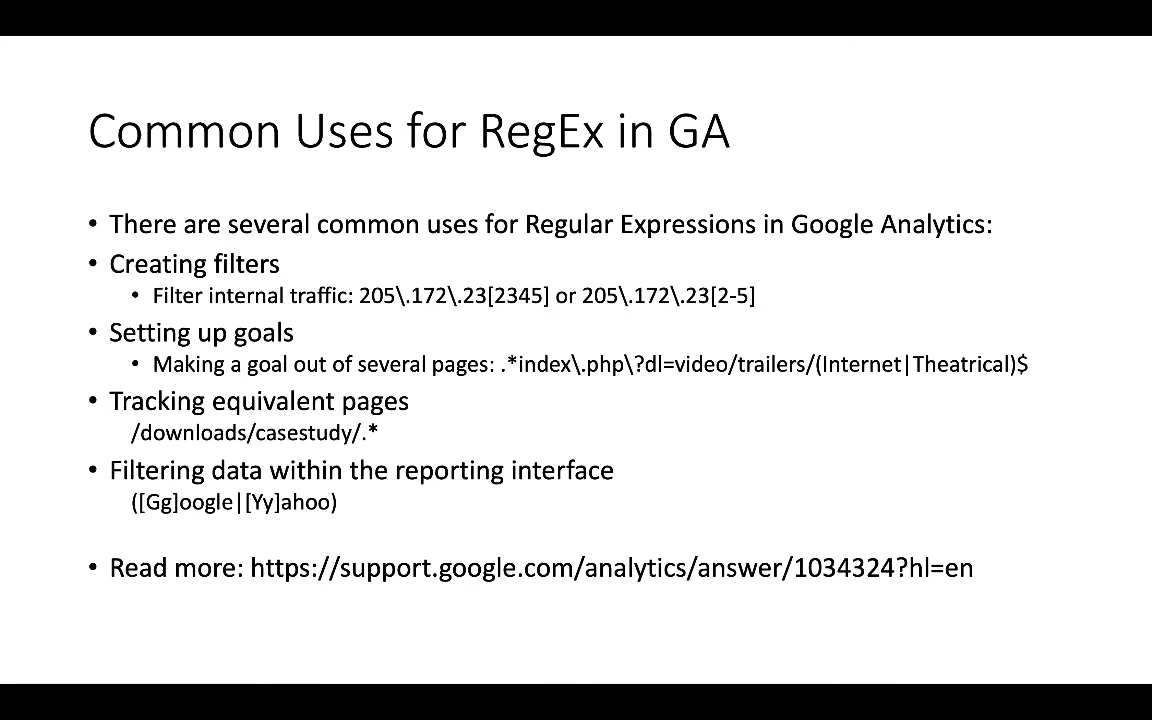 Common Uses for RegEx in GA
• There are several common uses for Regular Expressions in Google Analytics:
• Creating filters
• Filter internal traffic: 205\.172\.23[2345] or 205\.172\.23[2-5]
• Setting up goals
• Making a goal out of several pages: .*index\.php\?dl=video/trailers/(Internet|Theatrical)$
• Tracking equivalent pages
/downloads/casestudy/.*
• Filtering data within the reporting interface
([Gg]oogle|[Yy]ahoo)
• Read more: https://support.google.com/analytics/answer/1034324?hl=en